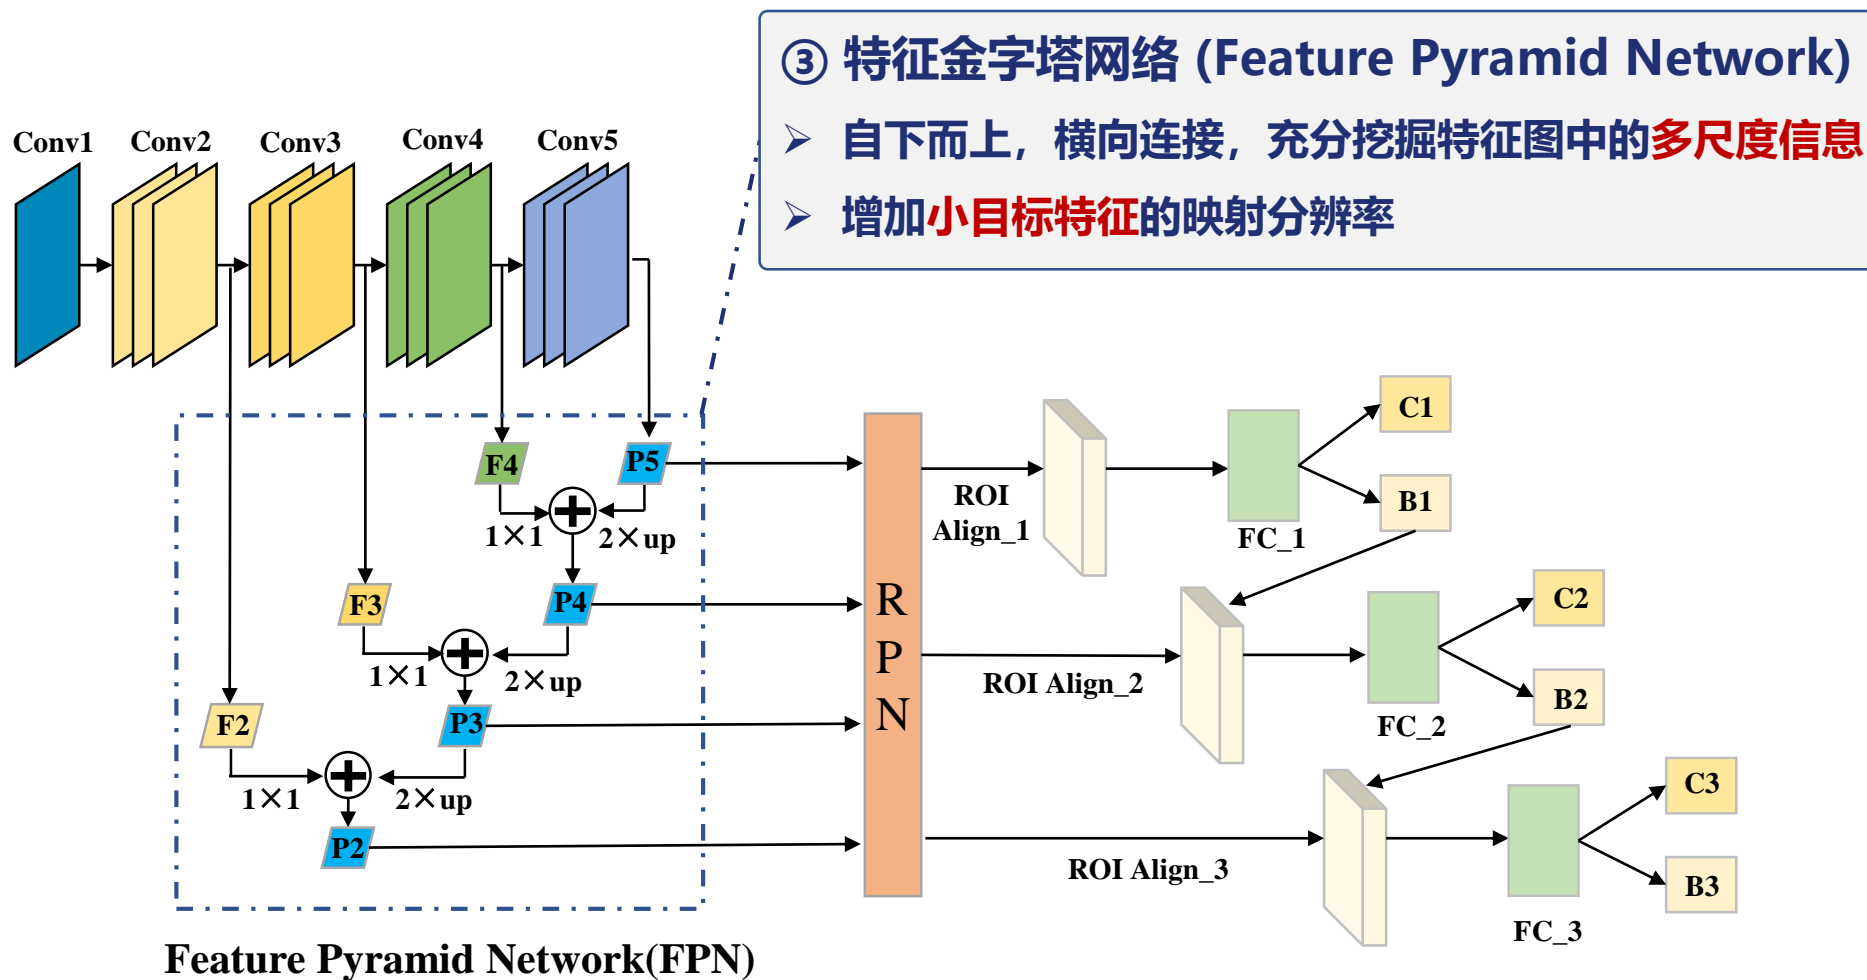 ③ 特征金字塔网络 (Feature Pyramid Network)
➢ 自下而上，横向连接，充分挖掘特征图中的多尺度信息
➢ 增加小目标特征的映射分辨率
Conv1 Conv2 Conv3 Conv4 Conv5
F4 P5
1×1 2×up
F3 P4
1×1 2×up
F2 P3
1×1 2×up
P2
Feature Pyramid Network(FPN)
R
P
N
ROI
Align_1
FC_1
C1
B1
ROI Align_2
FC_2
C2
B2
ROI Align_3
FC_3
C3
B3